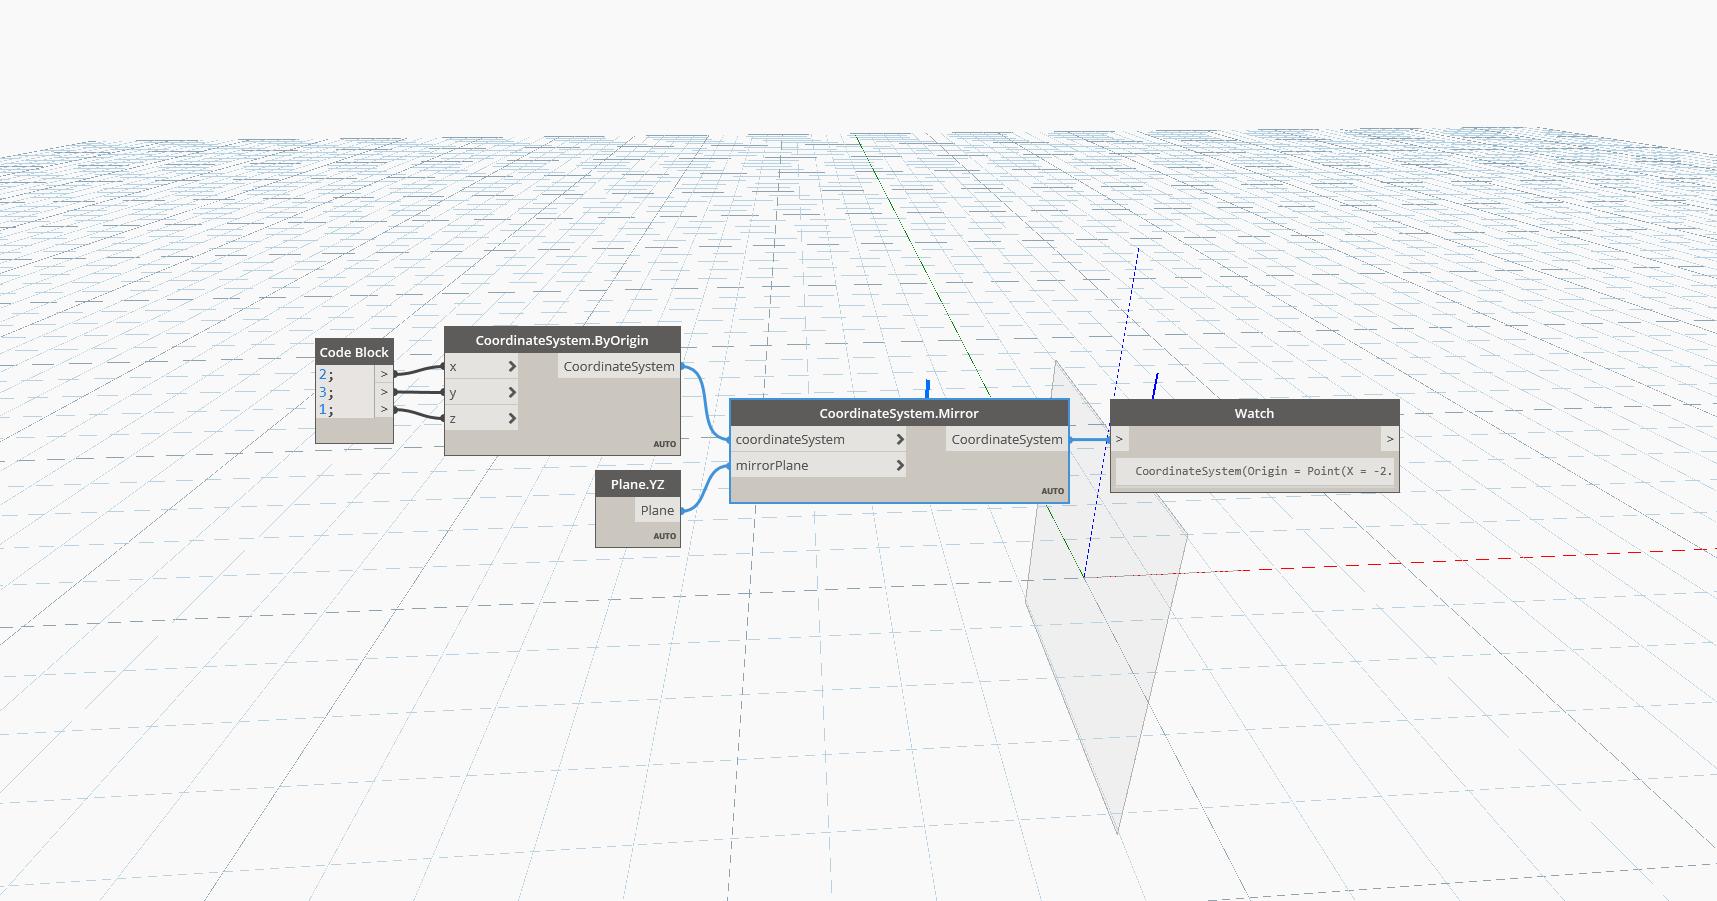 Code Block
2; >
3; >
1; >
CoordinateSystem.ByOrigin
x > CoordinateSystem
y >
z >
AUTO
Plane.YZ
Plane
AUTO
CoordinateSystem.Mirror
coordinateSystem > CoordinateSystem
mirrorPlane >
AUTO
Watch
> >
CoordinateSystem(Origin = Point(X = -2.